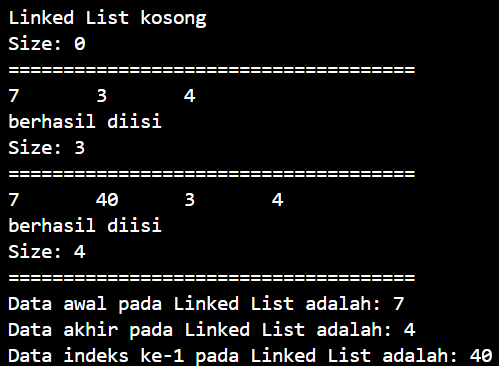 Linked List kosong
Size: 0
=====================================
7 3 4
berhasil diisi
Size: 3
=====================================
7 40 3 4
berhasil diisi
Size: 4
=====================================
Data awal pada Linked List adalah: 7
Data akhir pada Linked List adalah: 4
Data indeks ke-1 pada Linked List adalah: 40